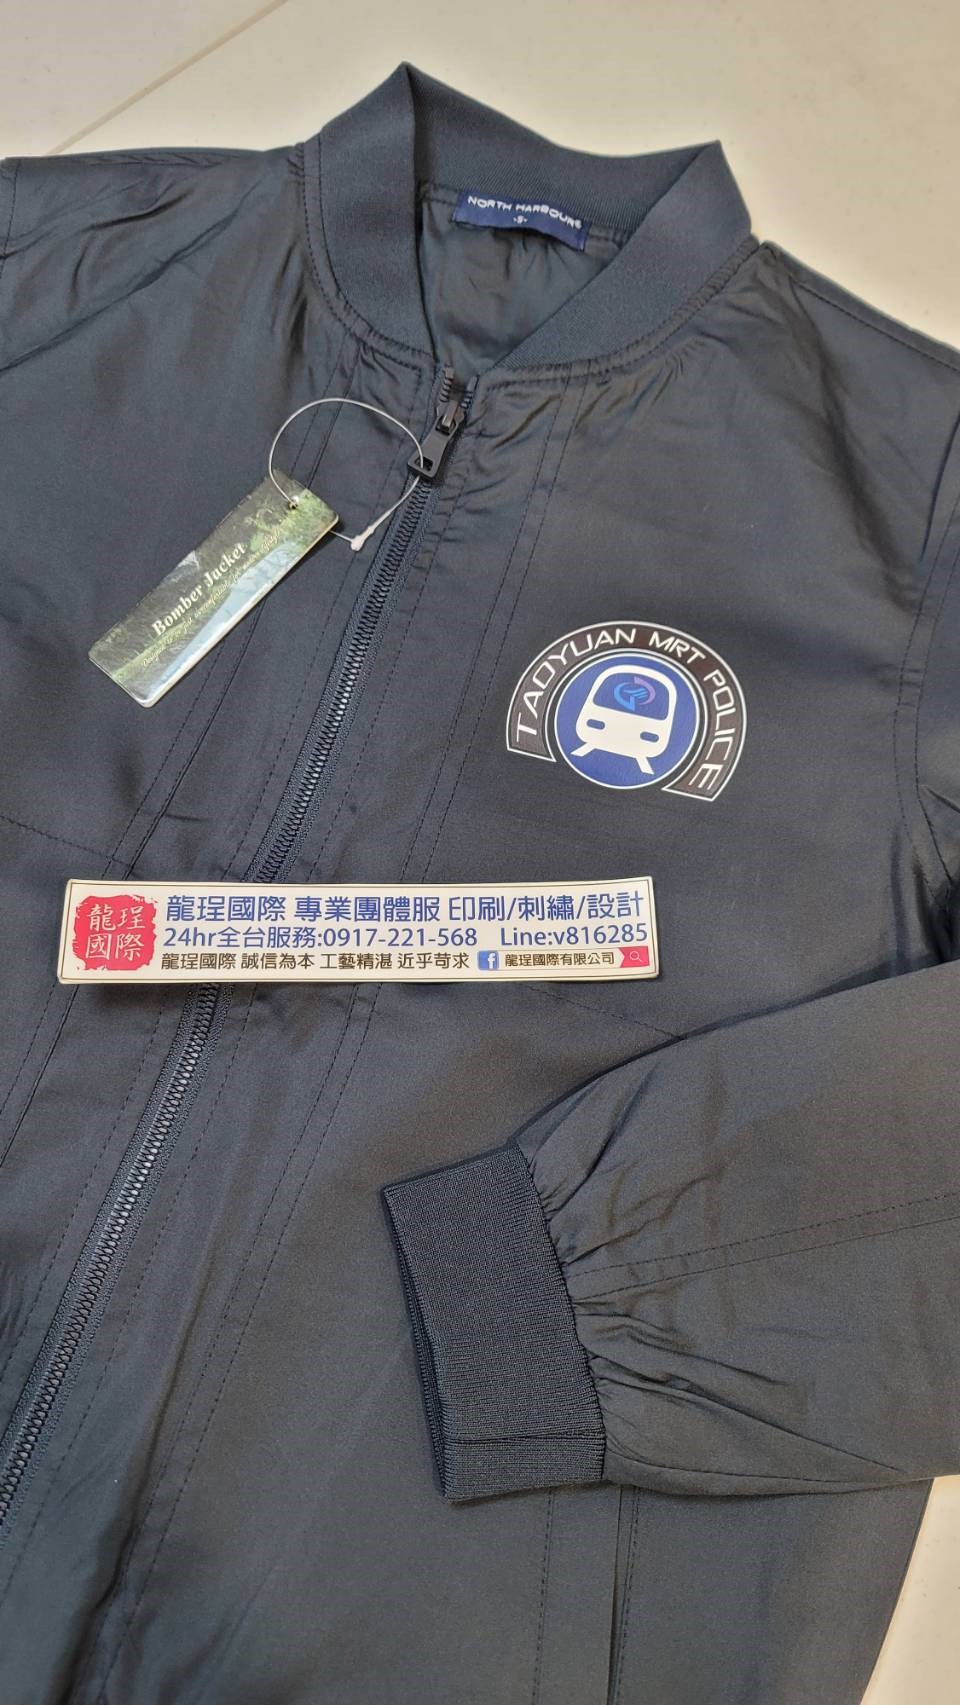 NORTH HARBOURS
-S-
Bomber Jacket
TAOYUAN MRT POLICE
龍珵
國際
龍珵國際 專業團體服 印刷/刺繡/設計
24hr全台服務:0917-221-568 Line:v816285
龍珵國際 誠信為本 工藝精湛 近乎苛求 f 龍珵國際有限公司